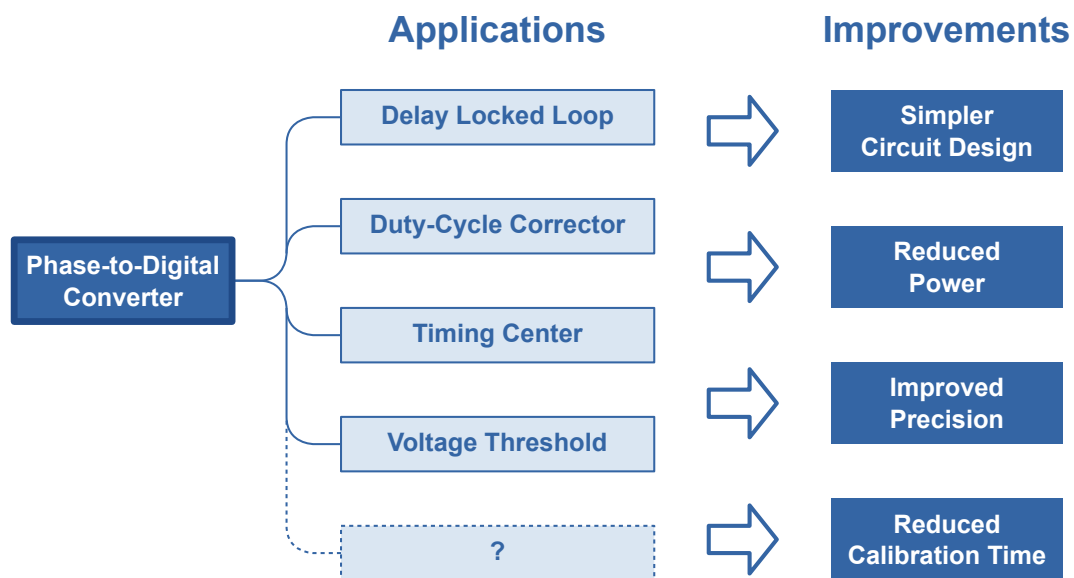 Applications
Improvements
Phase-to-Digital
Converter
Delay Locked Loop
Duty-Cycle Corrector
Timing Center
Voltage Threshold
?
Simpler
Circuit Design
Reduced
Power
Improved
Precision
Reduced
Calibration Time